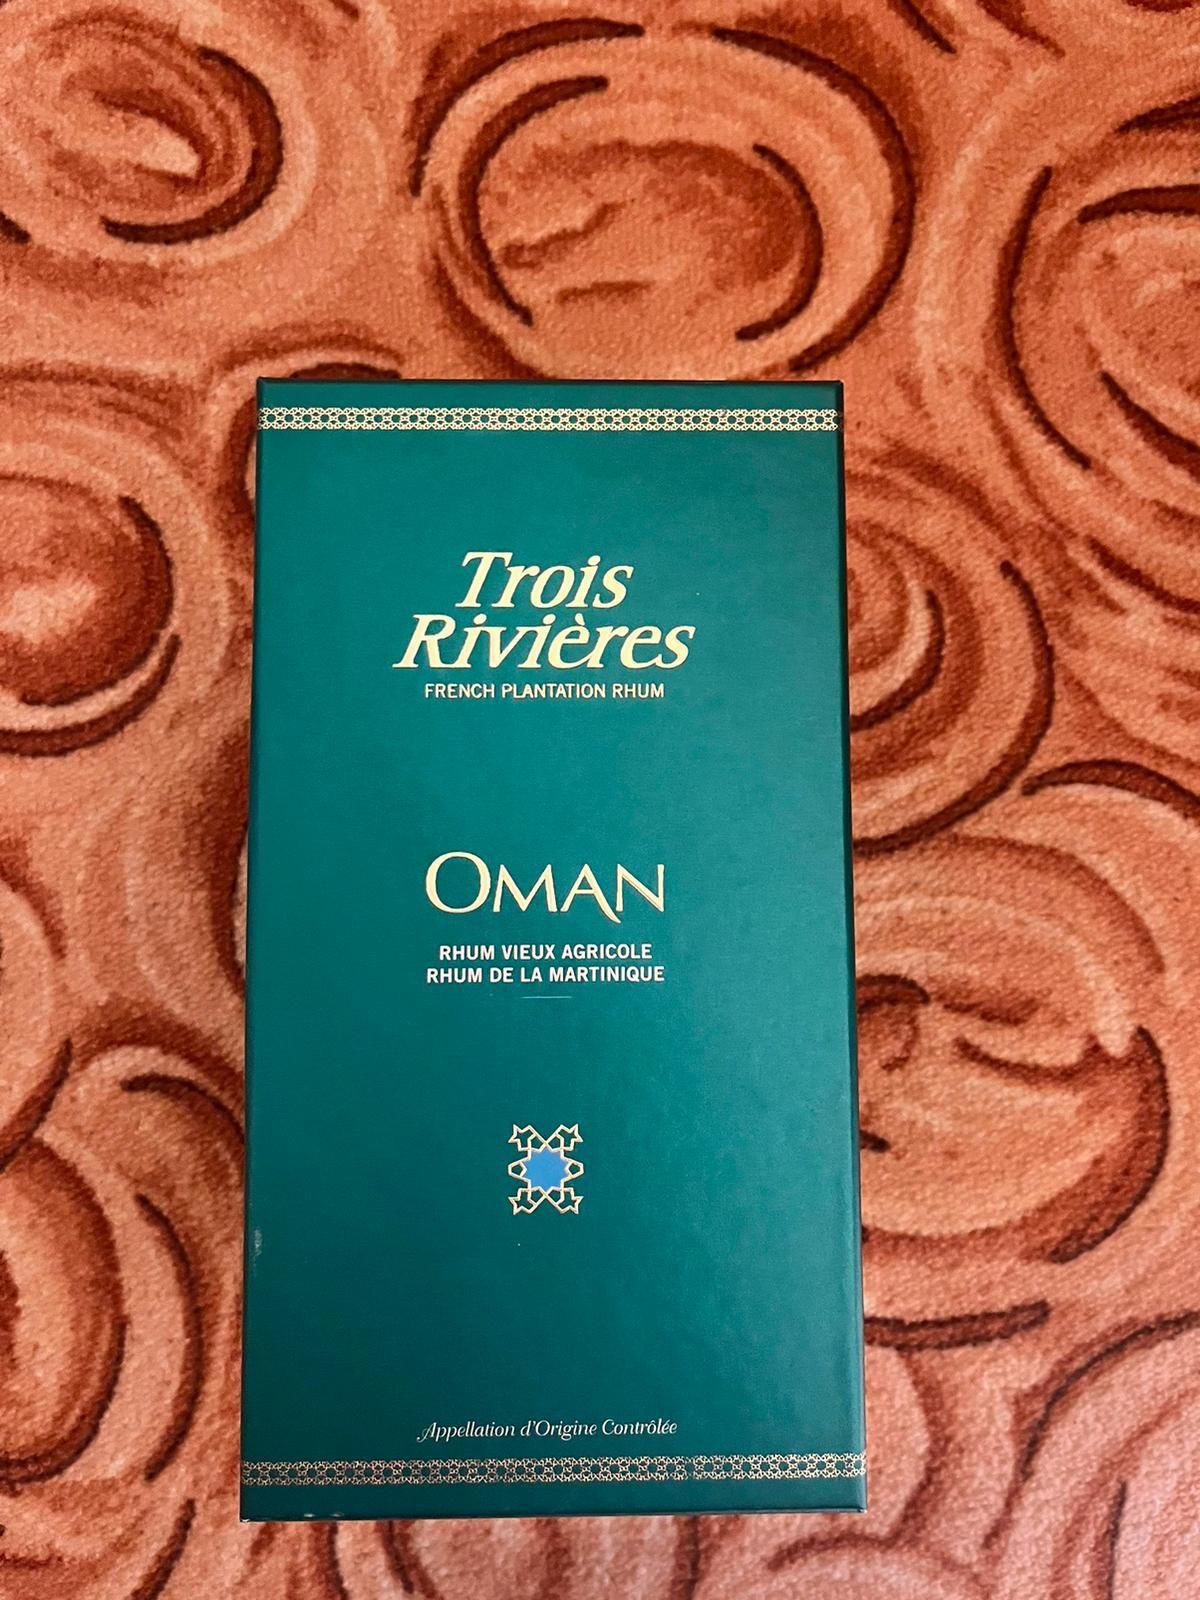 Trois
Rivières
FRENCH PLANTATION RHUM
OMAN
RHUM VIEUX AGRICOLE
RHUM DE LA MARTINIQUE
Appellation d'Origine Contrôlée